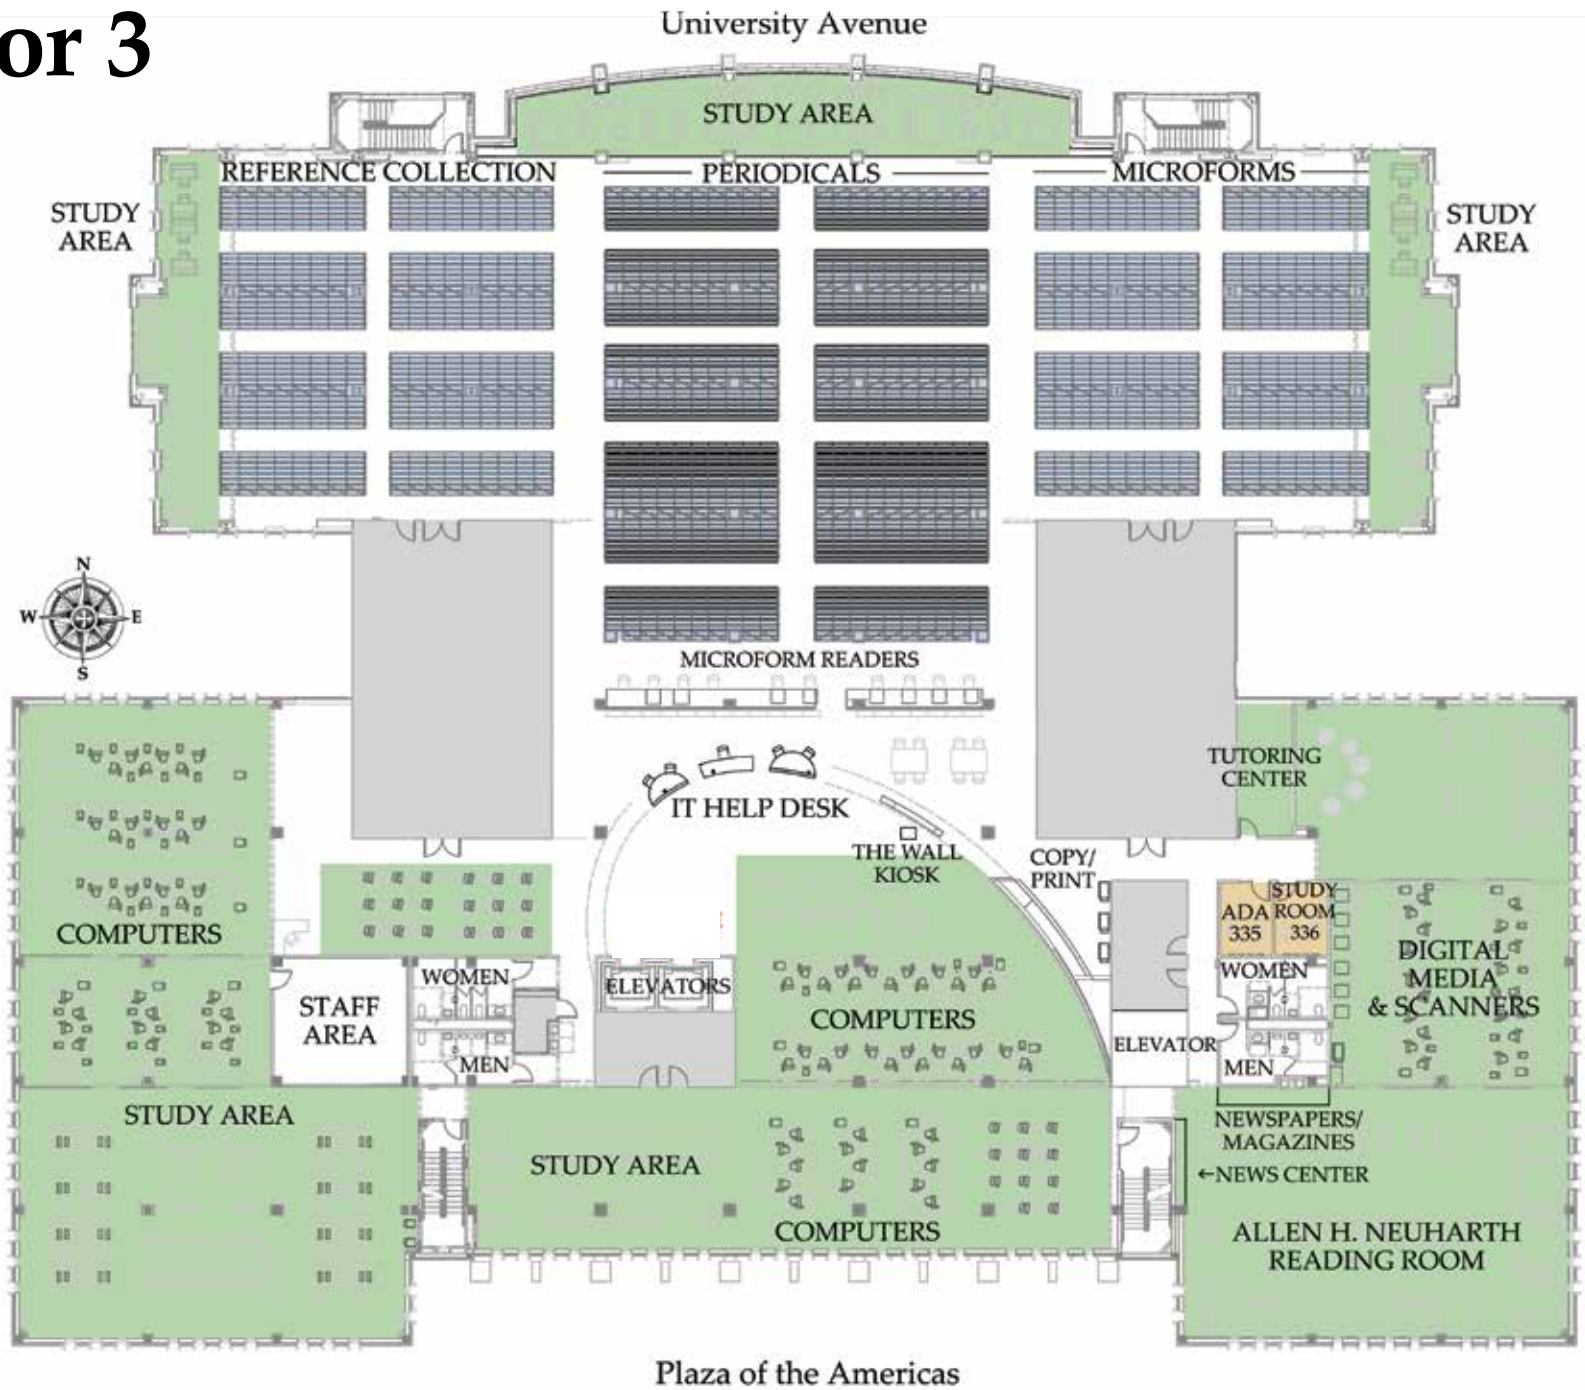 or 3
University Avenue
STUDY AREA
REFERENCE COLLECTION
PERIODICALS
MICROFORMS
STUDY
AREA
STUDY
AREA
N
W
E
S
MICROFORM READERS
IT HELP DESK
THE WALL
KIOSK
COPY/
PRINT
TUTORING
CENTER
COMPUTERS
STAFF
AREA
WOMEN
MEN
ELEVATORS
COMPUTERS
ELEVATOR
ADA
335
STUDY
ROOM
336
WOMEN
MEN
DIGITAL
MEDIA
& SCANNERS
STUDY AREA
STUDY AREA
COMPUTERS
NEWSPAPERS/
MAGAZINES
←NEWS CENTER
ALLEN H. NEUHARTH
READING ROOM
Plaza of the Americas